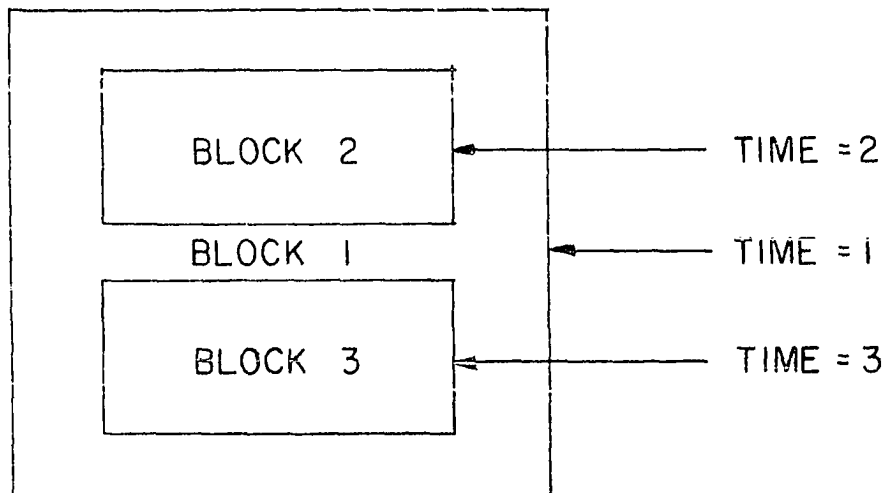 BLOCK 2 TIME = 2
BLOCK 1 TIME = 1
BLOCK 3 TIME = 3